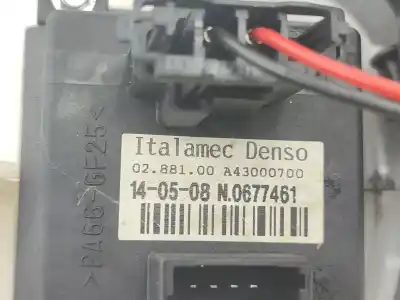 Italamec Denso
02.881.00 A43000700
14-05-08 N.0677461
>PA66-GF25<